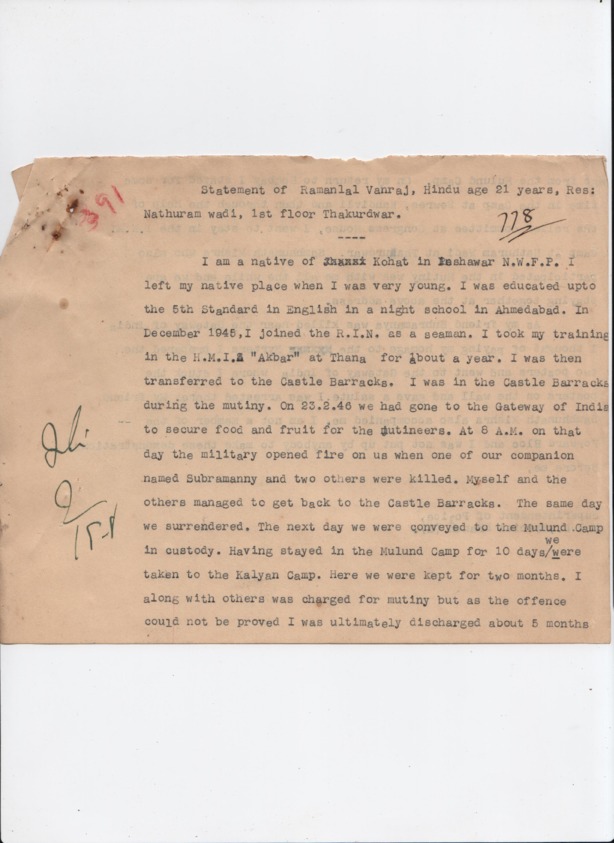 Statement of Ramanlal Vanraj, Hindu age 21 years, Res:
391
Nathuram wadi, 1st floor Thakurdwar.
778
----
I am a native of Kohat in Peshawar N.W.F.P. I
left my native place when I was very young. I was educated upto
the 5th Standard in English in a night school in Ahmedabad. In
December 1945,I joined the R.I.N. as a seaman. I took my training
in the H.M.I.S "Akbar" at Thana for about a year. I was then
transferred to the Castle Barracks. I was in the Castle Barracks
during the mutiny. On 23.2.46 we had gone to the Gateway of India
to secure food and fruit for the mutineers. At 8 A.M. on that
day the military opened fire on us when one of our companion
named Subramanny and two others were killed. Myself and the
others managed to get back to the Castle Barracks. The same day
we surrendered. The next day we were conveyed to the Mulund Camp
we
in custody. Having stayed in the Mulund Camp for 10 days/were
taken to the Kalyan Camp. Here we were kept for two months. I
along with others was charged for mutiny but as the offence
could not be proved I was ultimately discharged about 5 months